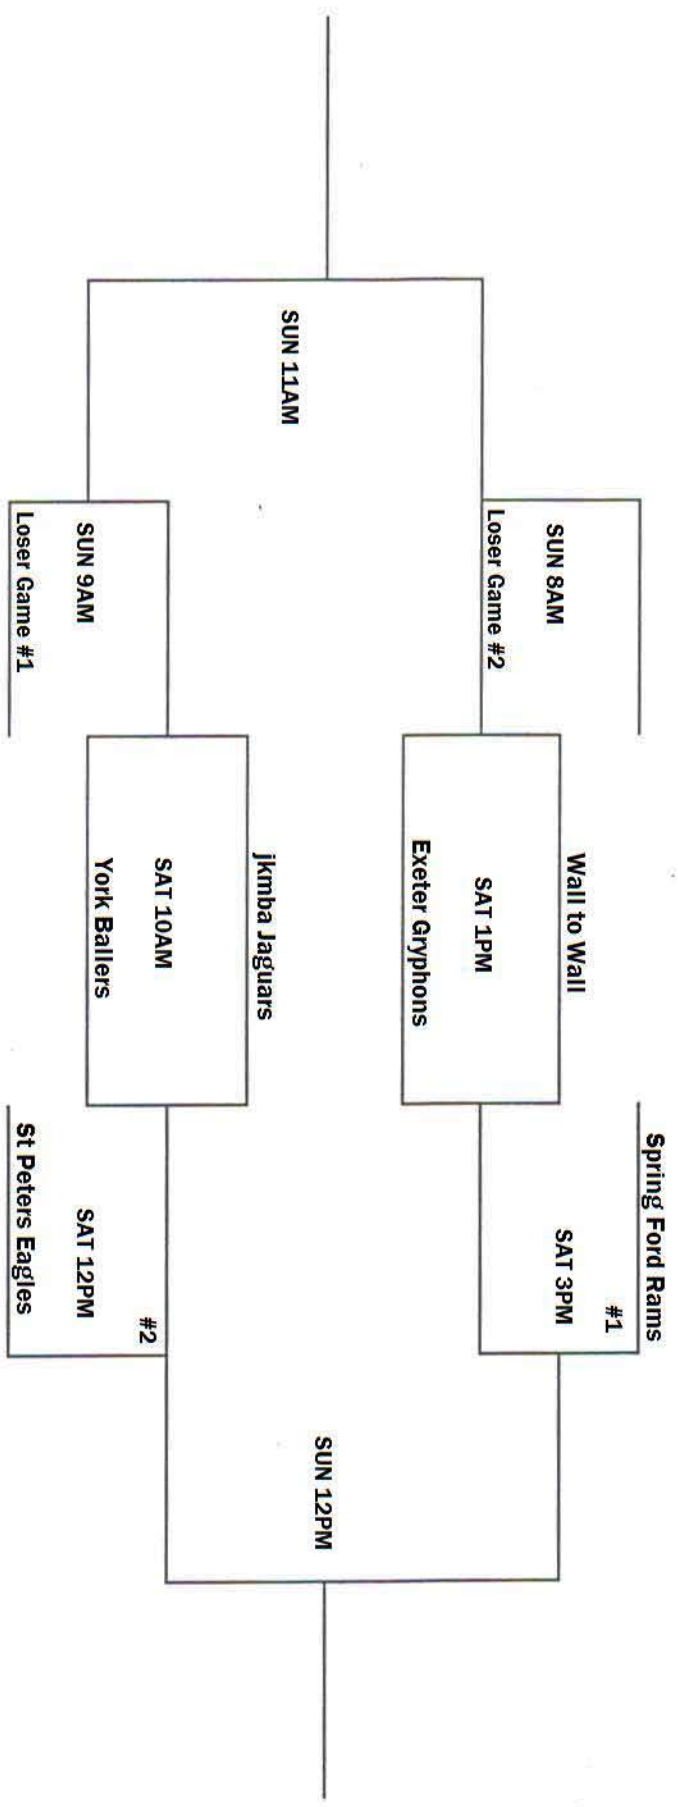 Spring Ford Rams
#1
SUN 8AM
SAT 3PM
Wall to Wall
Loser Game #2
SAT 1PM
Exeter Gryphons
SUN 11AM
SUN 12PM
jkmba Jaguars
SUN 9AM
SAT 10AM
#2
York Ballers
SAT 12PM
Loser Game #1
St Peters Eagles